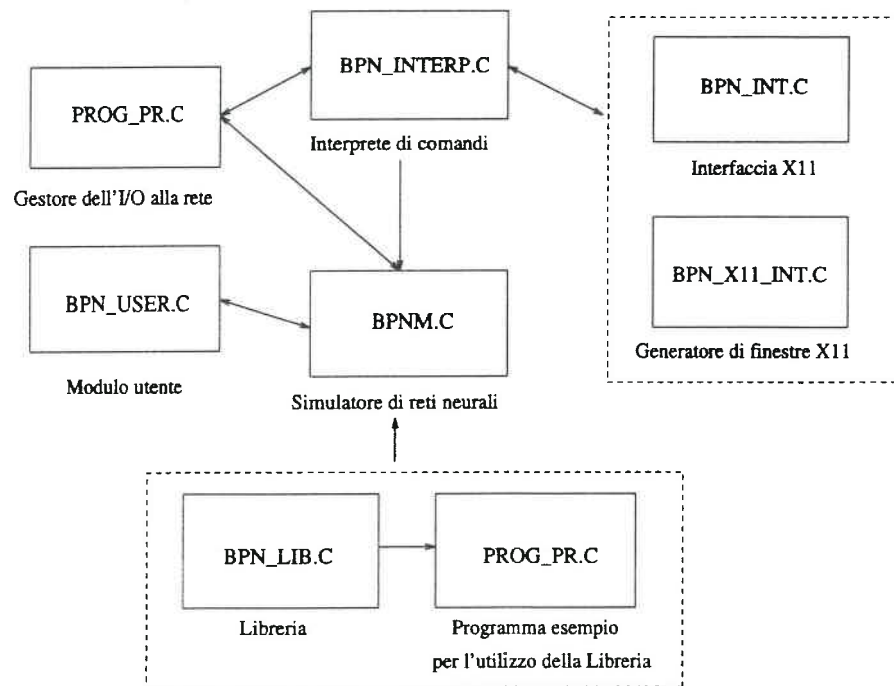 BPN_INTERP.C
Interprete di comandi
PROG_PR.C
Gestore dell'I/O alla rete
BPN_INT.C
Interfaccia X11
BPN_X11_INT.C
Generatore di finestre X11
BPN_USER.C
Modulo utente
BPNM.C
Simulatore di reti neurali
BPN_LIB.C
Libreria
PROG_PR.C
Programma esempio
per l'utilizzo della Libreria